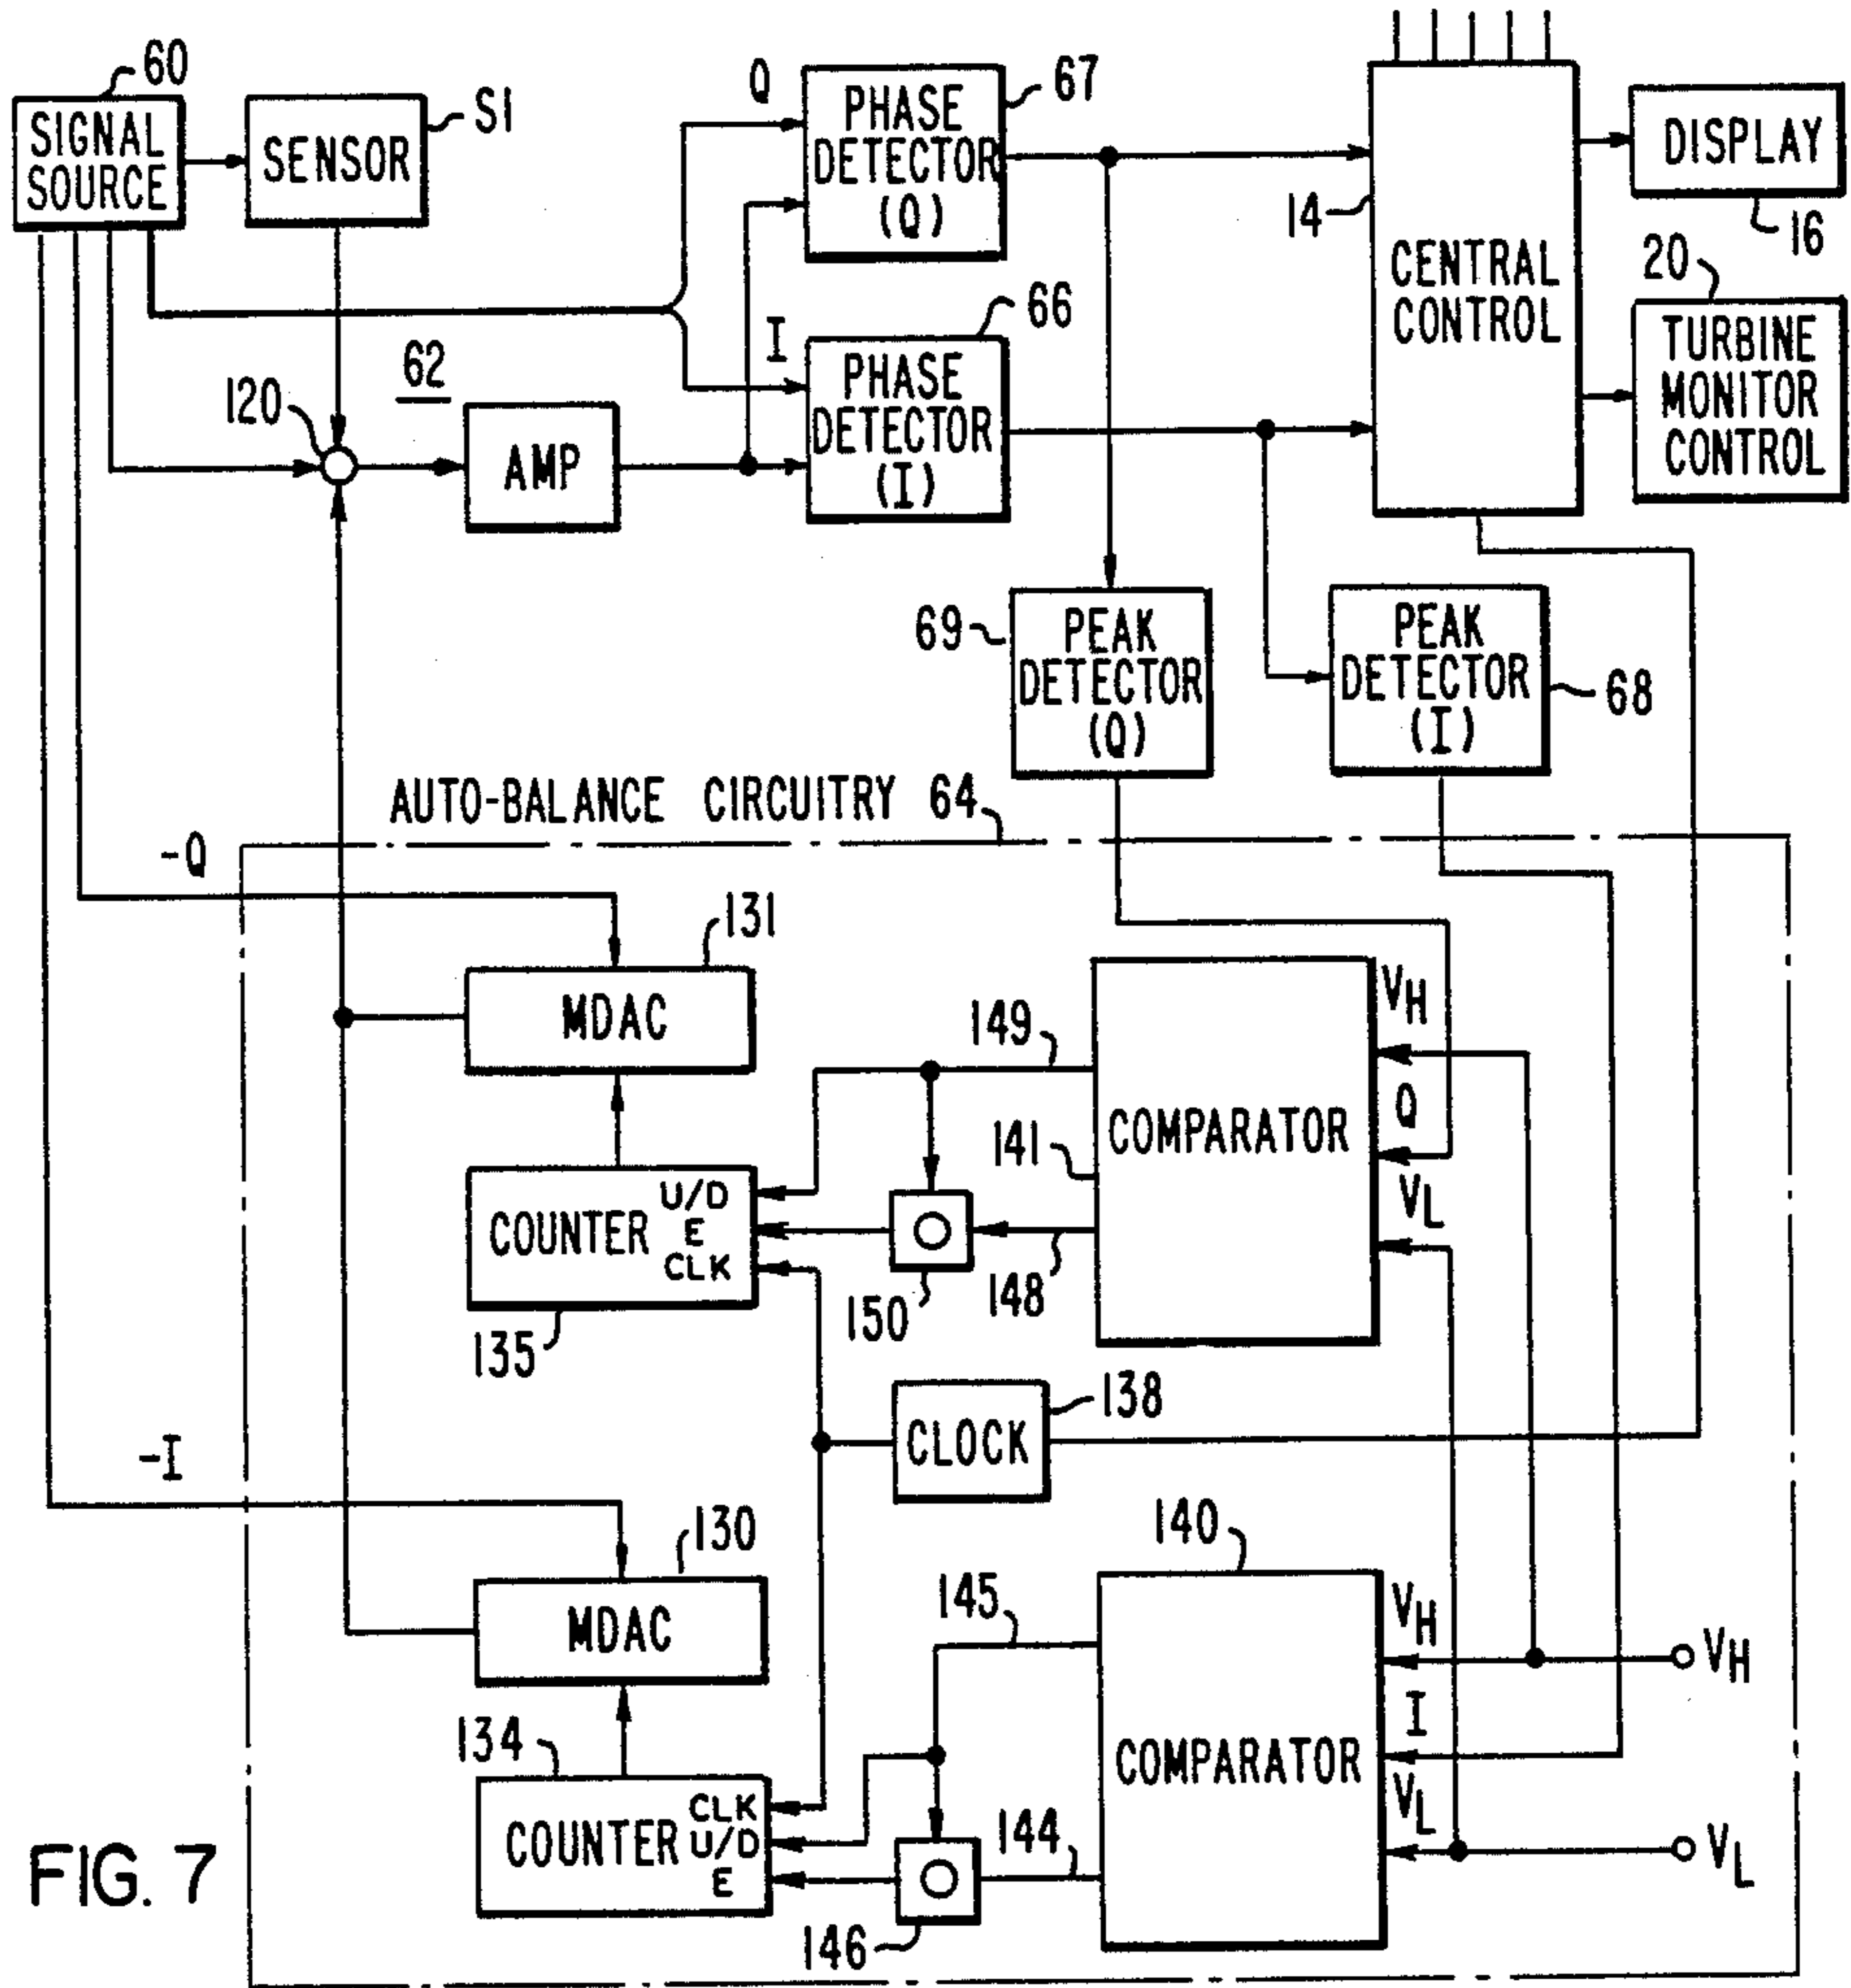 60
SIGNAL
SOURCE
SENSOR
S1
Q
PHASE
DETECTOR
(Q)
67
14
CENTRAL
CONTROL
DISPLAY
16
20
TURBINE
MONITOR
CONTROL
I
PHASE
DETECTOR
(I)
66
62
120
AMP
69
PEAK
DETECTOR
(Q)
PEAK
DETECTOR
(I)
68
AUTO-BALANCE CIRCUITRY 64
-Q
131
MDAC
149
VH
Q
VL
COMPARATOR
141
COUNTER
U/D
E
CLK
135
150
148
138
CLOCK
-I
130
MDAC
140
145
VH
I
VL
COMPARATOR
VH
VL
134
COUNTER
CLK
U/D
E
144
146
FIG. 7